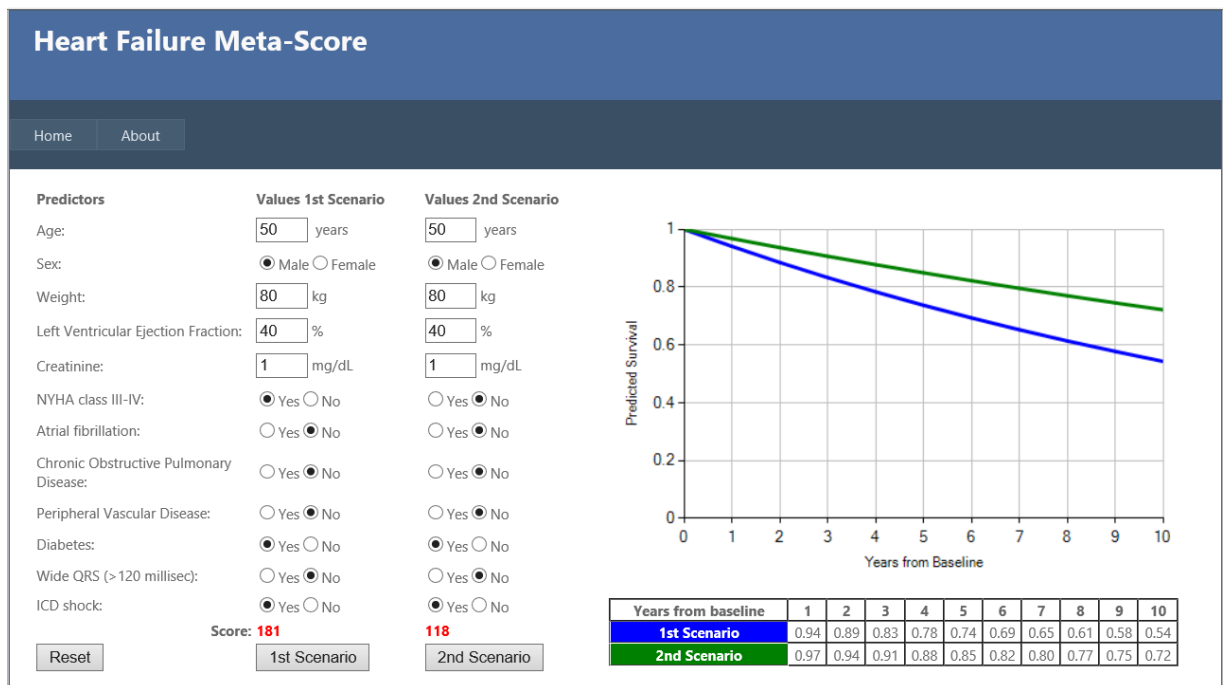 Heart Failure Meta-Score
Home About
Predictors Values 1st Scenario Values 2nd Scenario
Age: 50 years 50 years
Sex: Male Female Male Female
Weight: 80 kg 80 kg
Left Ventricular Ejection Fraction: 40 % 40 %
Creatinine: 1 mg/dL 1 mg/dL
NYHA class III-IV: Yes No Yes No
Atrial fibrillation: Yes No Yes No
Chronic Obstructive Pulmonary
Disease: Yes No Yes No
Peripheral Vascular Disease: Yes No Yes No
Diabetes: Yes No Yes No
Wide QRS (>120 millisec): Yes No Yes No
ICD shock: Yes No Yes No
Score: 181 118
Reset 1st Scenario 2nd Scenario
Predicted Survival
1
0.8
0.6
0.4
0.2
0
0 1 2 3 4 5 6 7 8 9 10
Years from Baseline
Years from baseline 1 2 3 4 5 6 7 8 9 10
1st Scenario 0.94 0.89 0.83 0.78 0.74 0.69 0.65 0.61 0.58 0.54
2nd Scenario 0.97 0.94 0.91 0.88 0.85 0.82 0.80 0.77 0.75 0.72